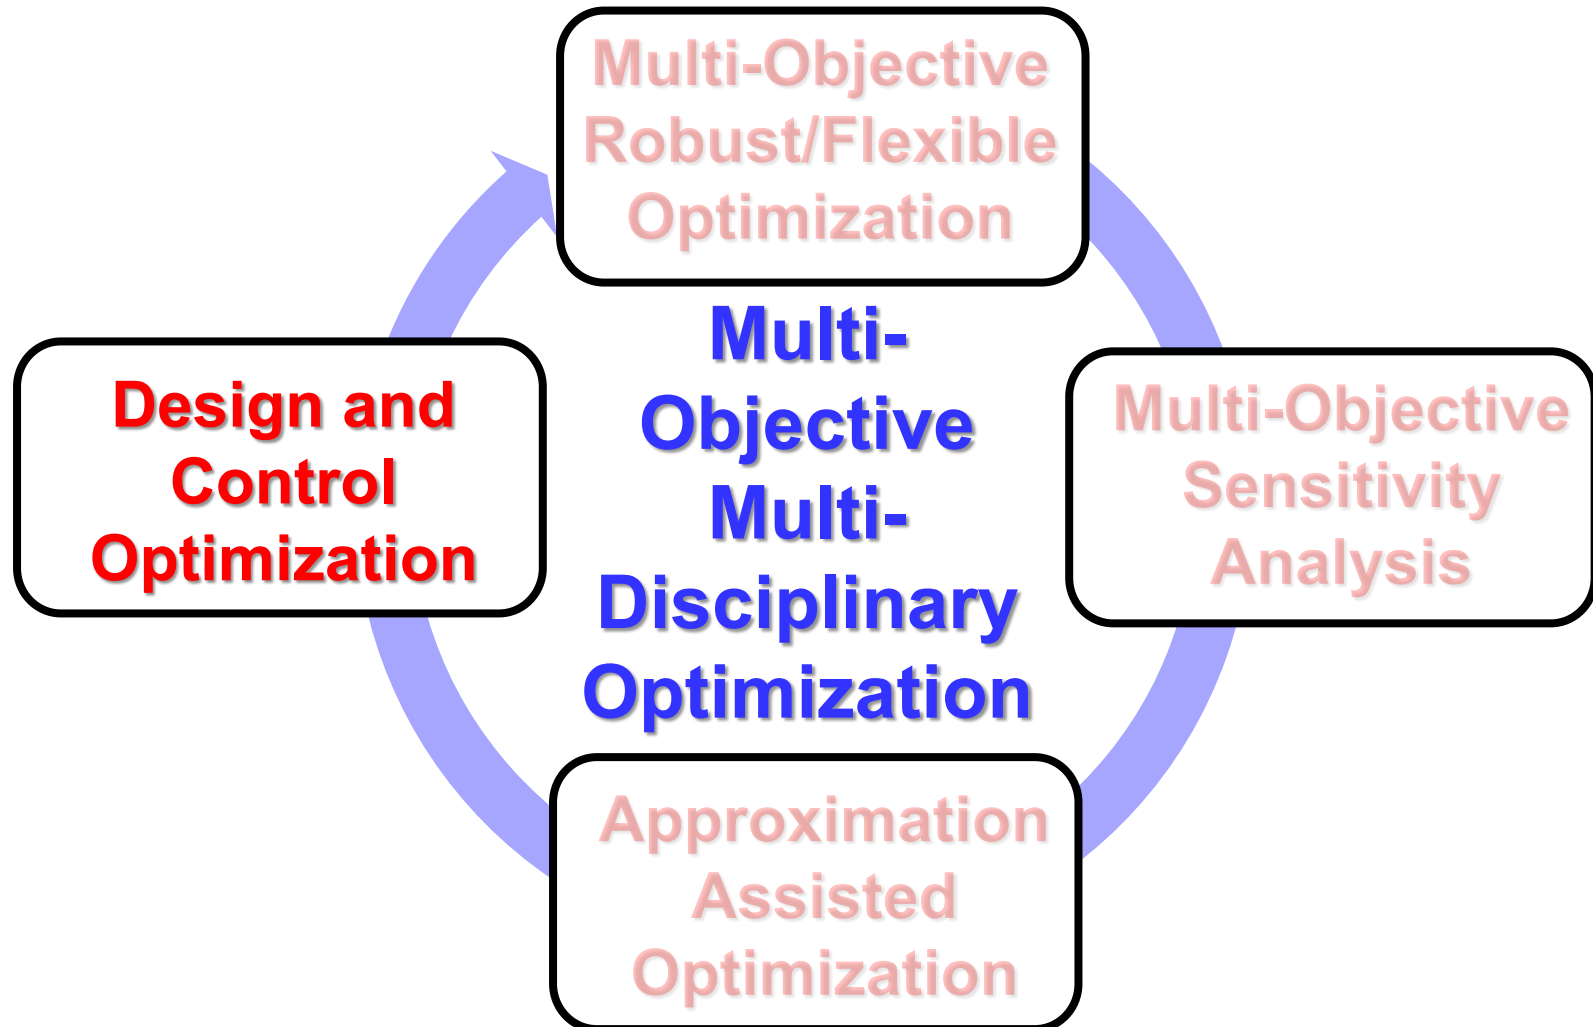 Multi-Objective
Robust/Flexible
Optimization
Multi-
Objective
Multi-
Disciplinary
Optimization
Design and
Control
Optimization
Multi-Objective
Sensitivity
Analysis
Approximation
Assisted
Optimization